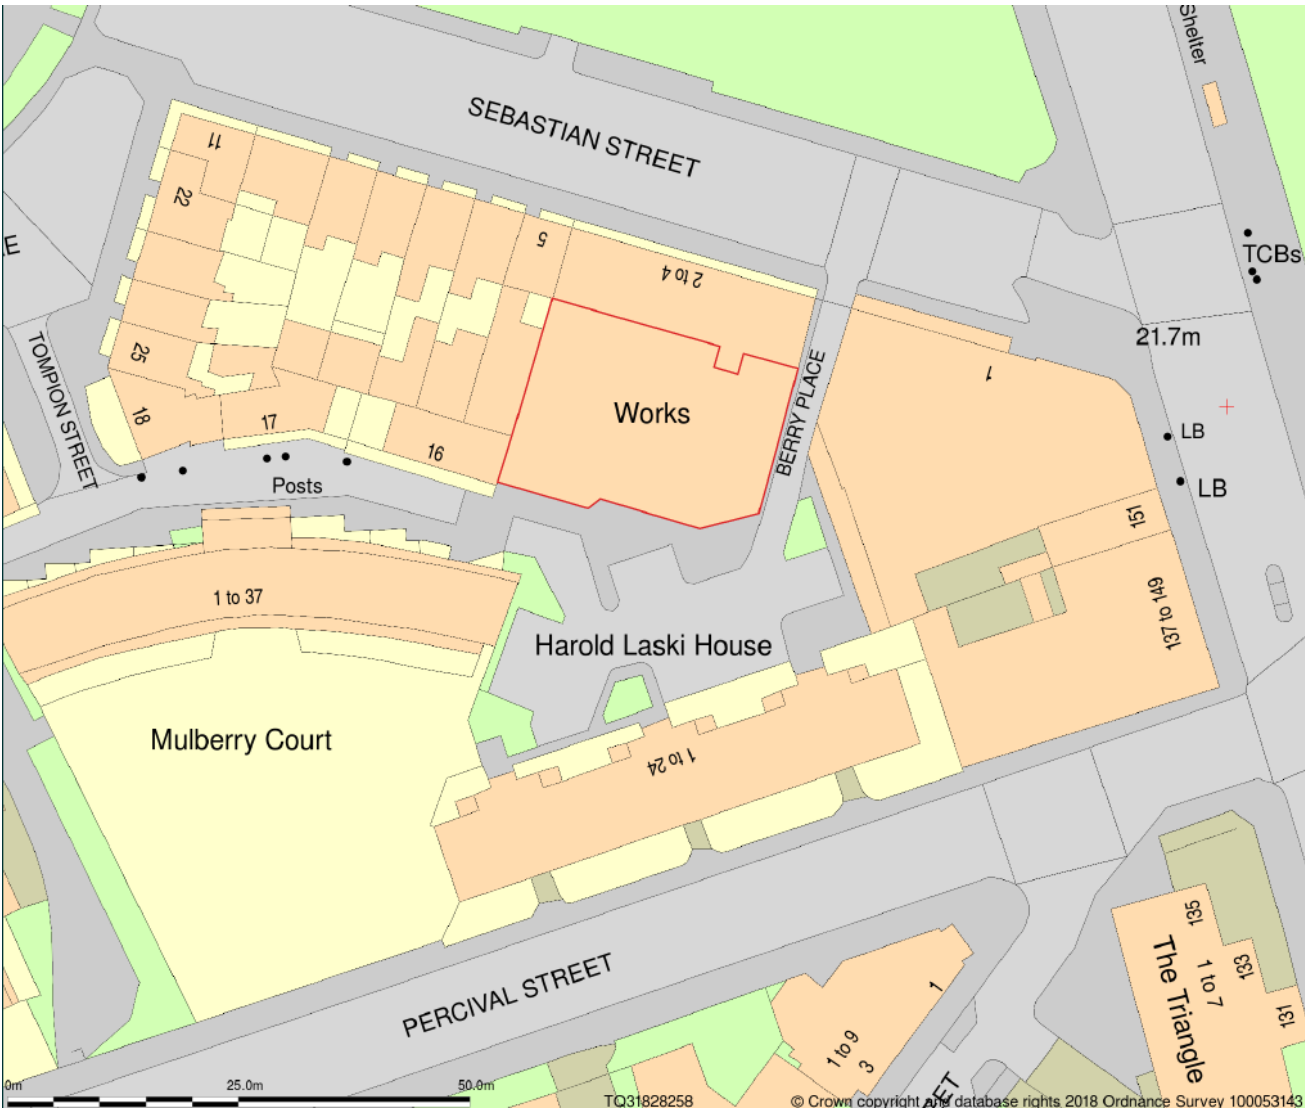 Shelter
SEBASTIAN STREET
11
22
5
2 to 4
E
TCBs
21.7m
TOMPION STREET
25
18
17
16
Works
BERRY PLACE
1
LB
LB
Posts
151
137 to 149
1 to 37
Harold Laski House
Mulberry Court
1 to 24
PERCIVAL STREET
135
133
131
1 to 7
The Triangle
1
1 to 9
3
EET
0m
25.0m
50.0m
TQ31828258
© Crown copyright and database rights 2018 Ordnance Survey 100053143